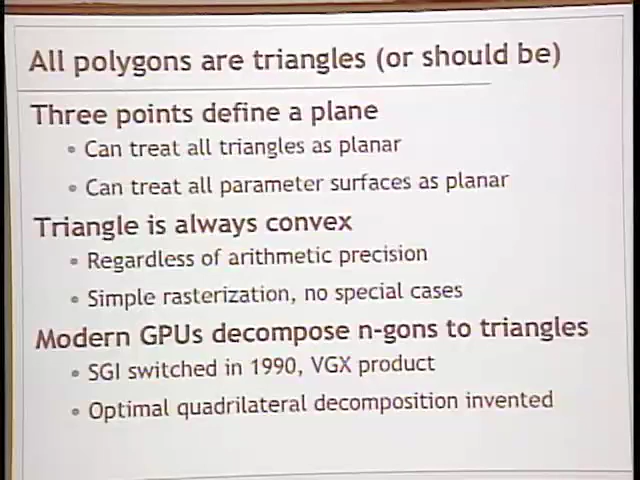 All polygons are triangles (or should be)
Three points define a plane
• Can treat all triangles as planar
• Can treat all parameter surfaces as planar
Triangle is always convex
• Regardless of arithmetic precision
• Simple rasterization, no special cases
Modern GPUs decompose n-gons to triangles
• SGI switched in 1990, VGX product
• Optimal quadrilateral decomposition invented